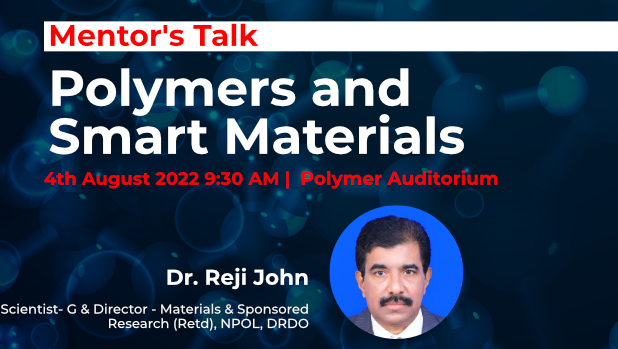 Mentor's Talk
Polymers and
Smart Materials
4th August 2022 9:30 AM | Polymer Auditorium
Dr. Reji John
Scientist- G & Director - Materials & Sponsored
Research (Retd), NPOL, DRDO